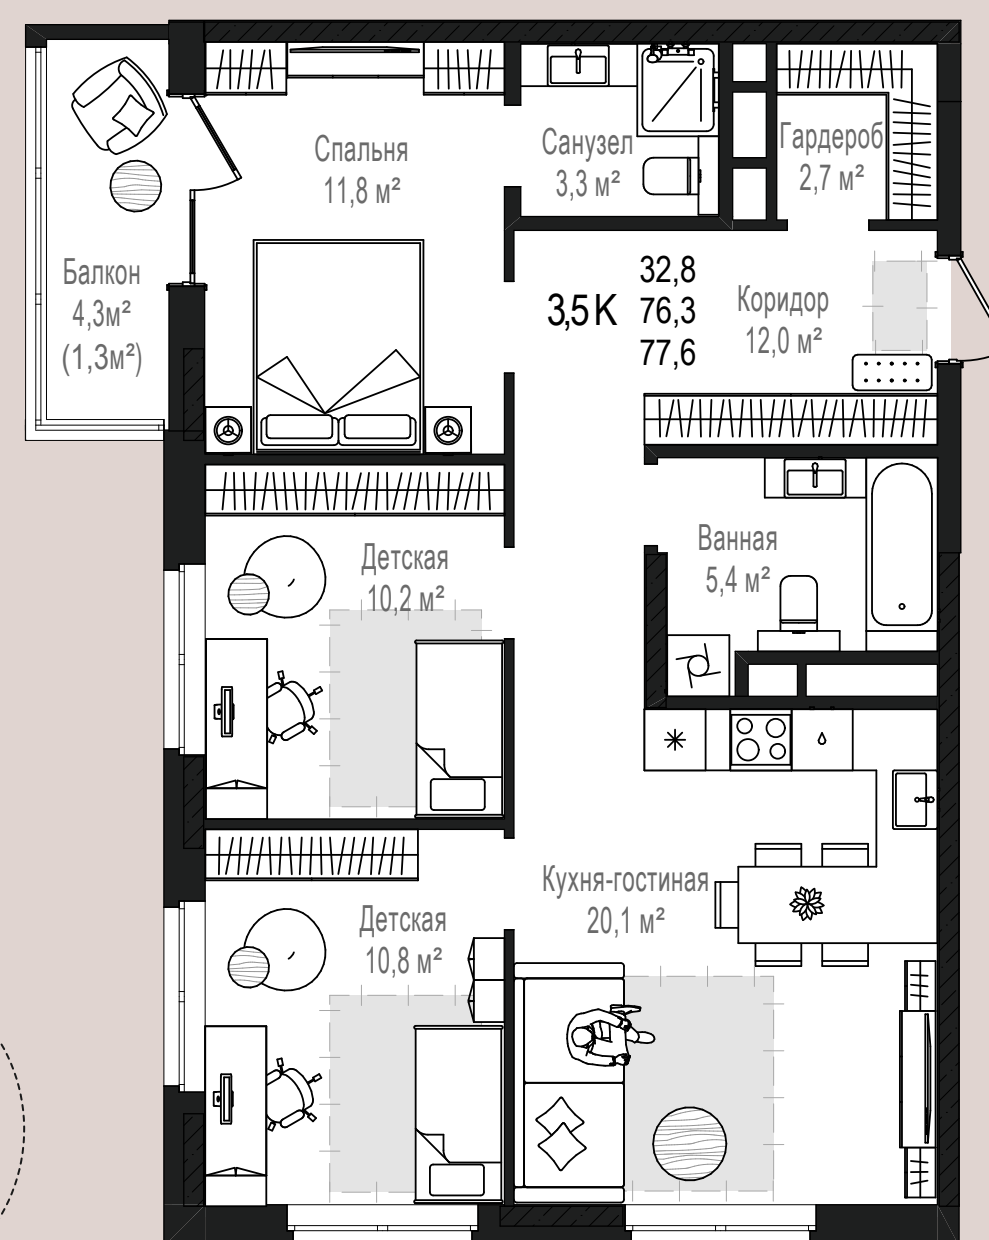 Спальня
11,8 м²
Санузел
3,3 м²
Гардероб
2,7 м²
Балкон
4,3м²
(1,3м²)
3,5К
32,8
76,3
77,6
Коридор
12,0 м²
Детская
10,2 м²
Ванная
5,4 м²
Кухня-гостиная
20,1 м²
Детская
10,8 м²